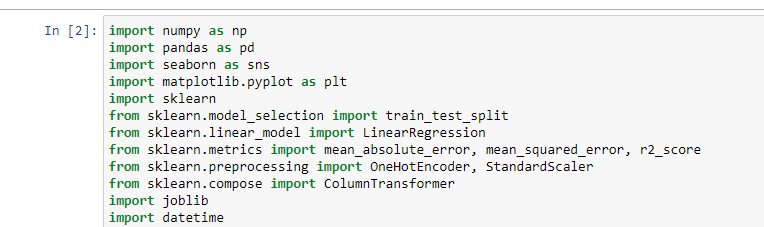 In [2]: import numpy as np
import pandas as pd
import seaborn as sns
import matplotlib.pyplot as plt
import sklearn
from sklearn.model_selection import train_test_split
from sklearn.linear_model import LinearRegression
from sklearn.metrics import mean_absolute_error, mean_squared_error, r2_score
from sklearn.preprocessing import OneHotEncoder, StandardScaler
from sklearn.compose import ColumnTransformer
import joblib
import datetime